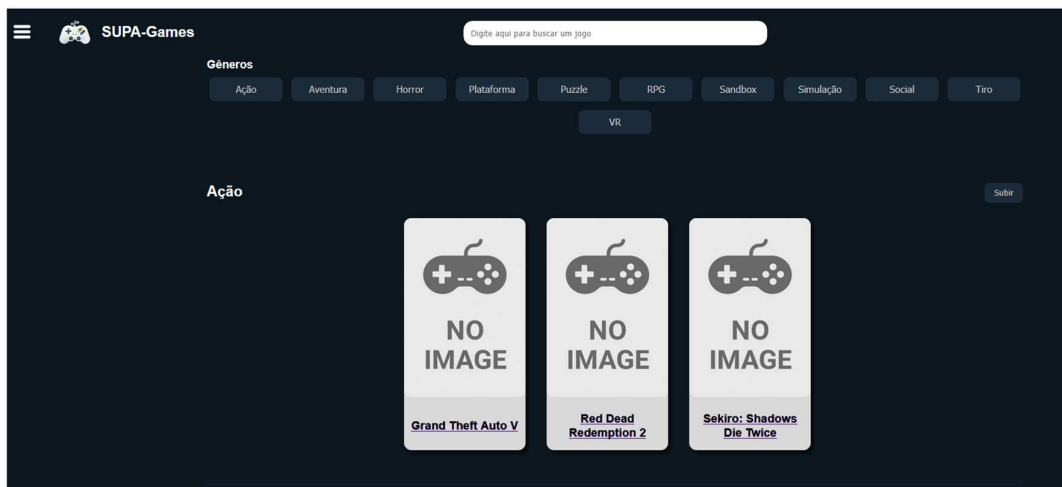 SUPA-Games
Digite aqui para buscar um jogo
Gêneros
Ação
Aventura
Horror
Plataforma
Puzzle
RPG
Sandbox
Simulação
Social
Tiro
VR
Ação
Subir
NO
IMAGE
Grand Theft Auto V
NO
IMAGE
Red Dead
Redemption 2
NO
IMAGE
Sekiro: Shadows
Die Twice